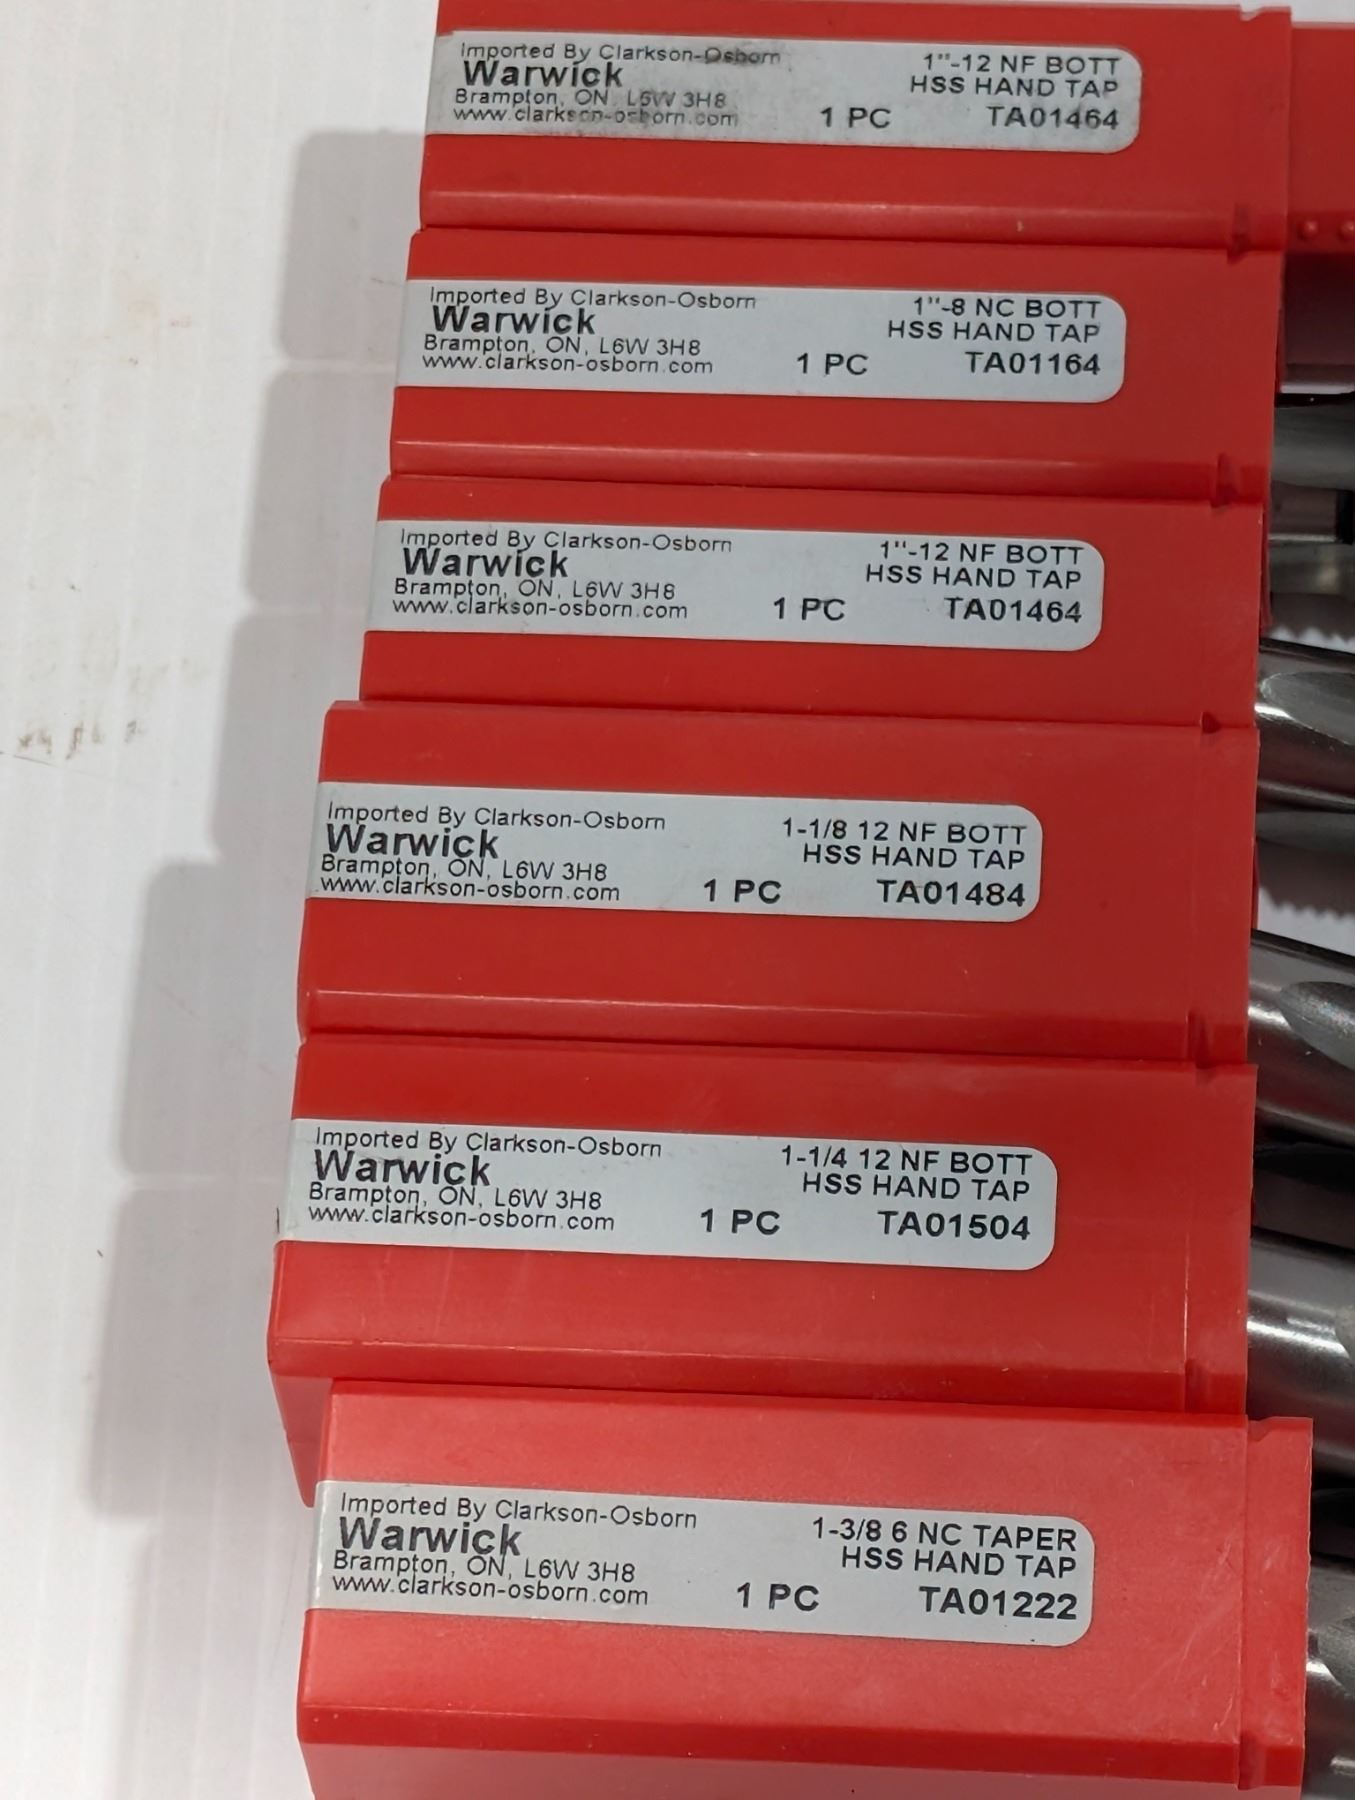 Imported By Clarkson-Osborn
Warwick
Brampton, ON, L6W 3H8
www.clarkson-osborn.com
1"-12 NF BOTT
HSS HAND TAP
1 PC TA01464
Imported By Clarkson-Osborn
Warwick
Brampton, ON, L6W 3H8
www.clarkson-osborn.com
1"-8 NC BOTT
HSS HAND TAP
1 PC TA01164
Imported By Clarkson-Osborn
Warwick
Brampton, ON, L6W 3H8
www.clarkson-osborn.com
1"-12 NF BOTT
HSS HAND TAP
1 PC TA01464
Imported By Clarkson-Osborn
Warwick
Brampton, ON, L6W 3H8
www.clarkson-osborn.com
1-1/8 12 NF BOTT
HSS HAND TAP
1 PC TA01484
Imported By Clarkson-Osborn
Warwick
Brampton, ON, L6W 3H8
www.clarkson-osborn.com
1-1/4 12 NF BOTT
HSS HAND TAP
1 PC TA01504
Imported By Clarkson-Osborn
Warwick
Brampton, ON, L6W 3H8
www.clarkson-osborn.com
1-3/8 6 NC TAPER
HSS HAND TAP
1 PC TA01222